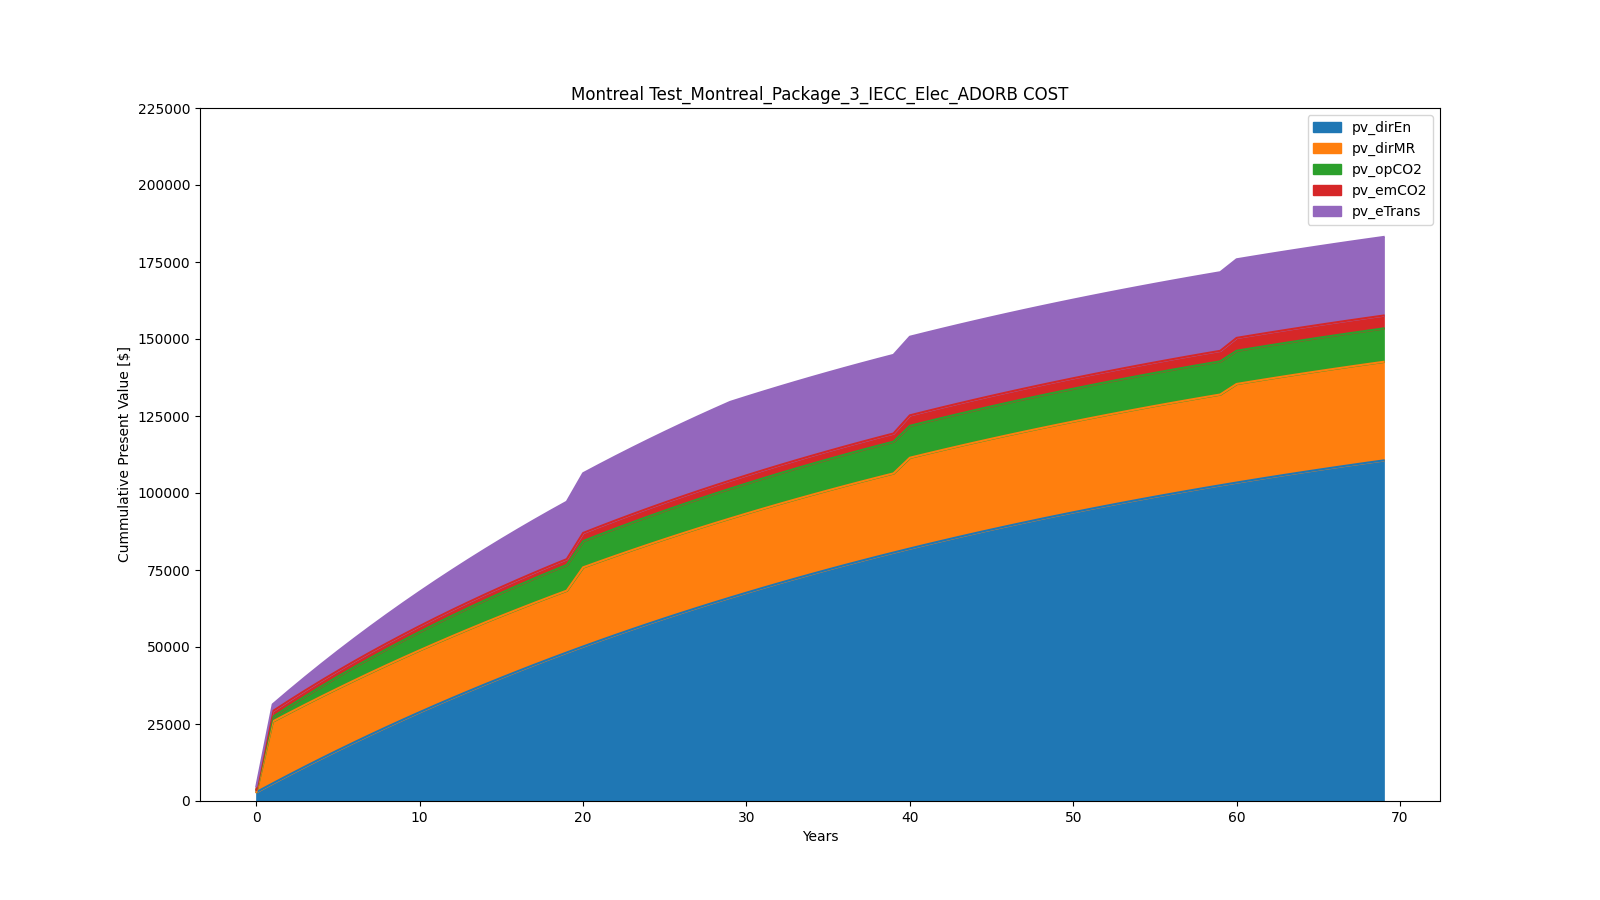 Montreal Test_Montreal_Package_3_IECC_Elec_ADORB COST
225000
200000
175000
150000
125000
100000
75000
50000
25000
0
Cummulative Present Value [$]
pv_dirEn
pv_dirMR
pv_opCO2
pv_emCO2
pv_eTrans
0 10 20 30 40 50 60 70
Years